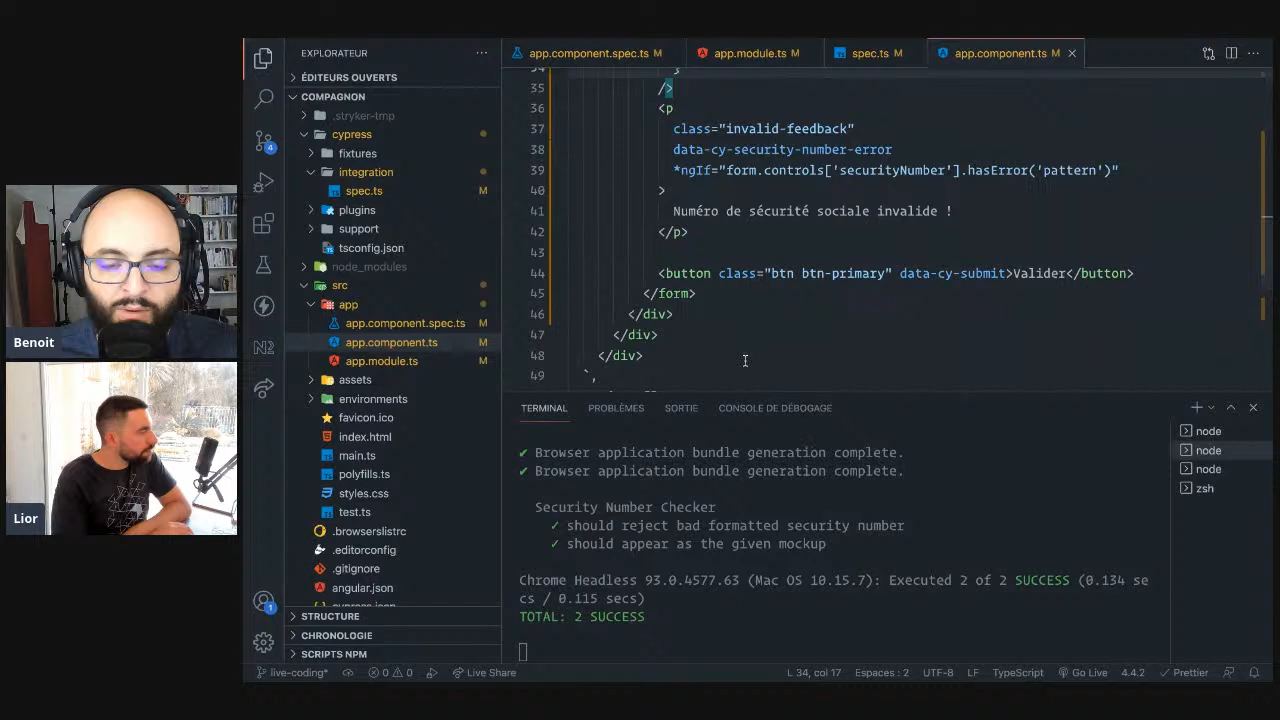 Benoit
Lior
EXPLORATEUR
ÉDITEURS OUVERTS
COMPAGNON
.stryker-tmp
cypress
fixtures
integration
spec.ts M
plugins
support
tsconfig.json
node_modules
src
app
app.component.spec.ts M
app.component.ts M
app.module.ts M
assets
environments
favicon.ico
index.html
main.ts
polyfills.ts
styles.css
test.ts
.browserslistrc
.editorconfig
.gitignore
angular.json
STRUCTURE
CHRONOLOGIE
SCRIPTS NPM
4
N2
1
app.component.spec.ts M app.module.ts M spec.ts M app.component.ts M
34 }
35 />
36 <p
37 class="invalid-feedback"
38 data-cy-security-number-error
39 *ngIf="form.controls['securityNumber'].hasError('pattern')"
40 >
41 Numéro de sécurité sociale invalide !
42 </p>
43
44 <button class="btn btn-primary" data-cy-submit>Valider</button>
45 </form>
46 </div>
47 </div>
48 </div>
49 `,
TERMINAL PROBLÈMES SORTIE CONSOLE DE DÉBOGAGE
✔ Browser application bundle generation complete.
✔ Browser application bundle generation complete.
Security Number Checker
✓ should reject bad formatted security number
✓ should appear as the given mockup
Chrome Headless 93.0.4577.63 (Mac OS 10.15.7): Executed 2 of 2 SUCCESS (0.134 se
cs / 0.115 secs)
TOTAL: 2 SUCCESS
node
node
node
zsh
live-coding* 0 0 Live Share L 34, col 17 Espaces : 2 UTF-8 LF TypeScript Go Live 4.4.2 Prettier